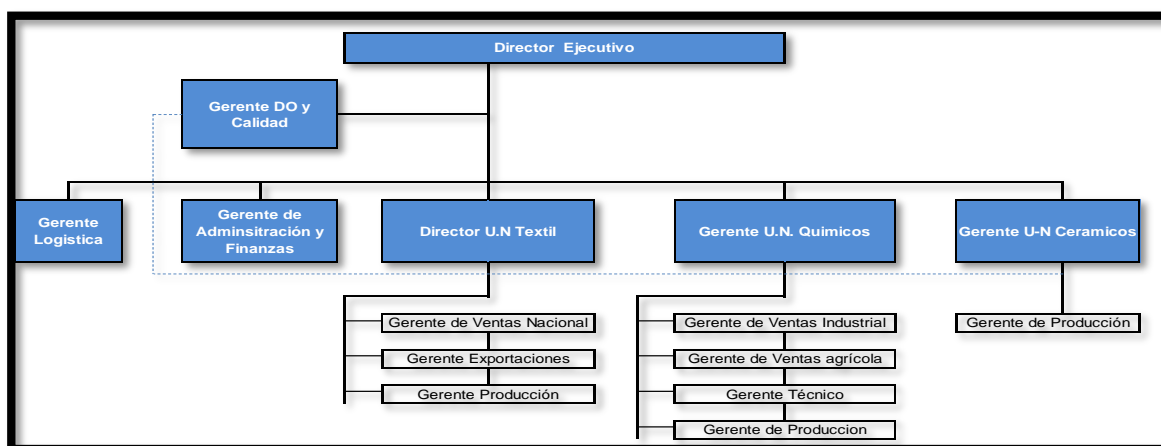 Director Ejecutivo
Gerente DO y
Calidad
Gerente
Logistica
Gerente de
Adminsitración y
Finanzas
Director U.N Textil
Gerente U.N. Quimicos
Gerente U-N Ceramicos
Gerente de Ventas Nacional
Gerente Exportaciones
Gerente Producción
Gerente de Ventas Industrial
Gerente de Ventas agrícola
Gerente Técnico
Gerente de Produccion
Gerente de Producción